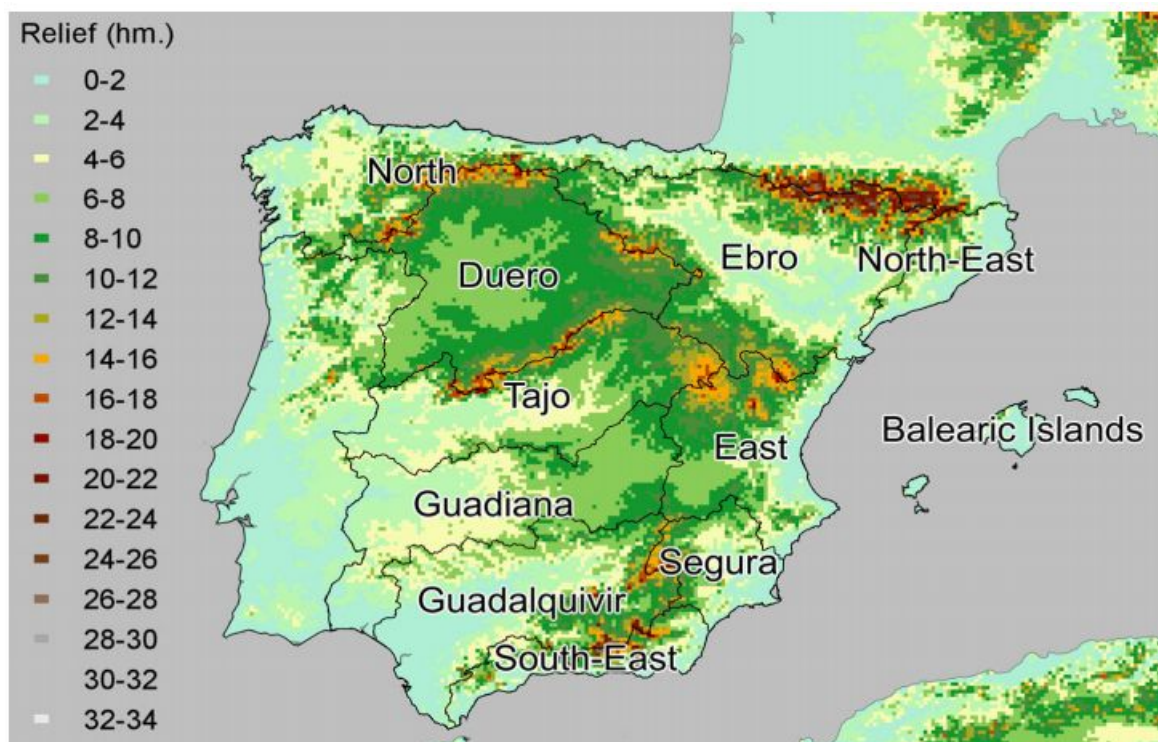 Relief (hm.)
0-2
2-4
4-6
6-8
8-10
10-12
12-14
14-16
16-18
18-20
20-22
22-24
24-26
26-28
28-30
30-32
32-34
North
Duero
Ebro
North-East
Tajo
East
Balearic Islands
Guadiana
Segura
Guadalquivir
South-East